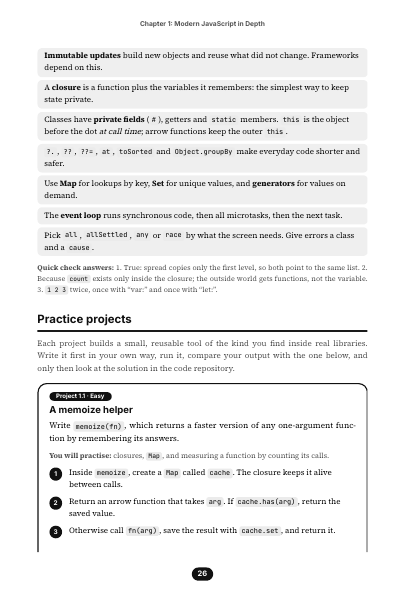 Chapter 1: Modern JavaScript in Depth
Immutable updates build new objects and reuse what did not change. Frameworks
depend on this.
A closure is a function plus the variables it remembers: the simplest way to keep
state private.
Classes have private fields ( # ), getters and static members. this is the object
before the dot at call time; arrow functions keep the outer this .
?. , ?? , ??= , at , toSorted and Object.groupBy make everyday code shorter and
safer.
Use Map for lookups by key, Set for unique values, and generators for values on
demand.
The event loop runs synchronous code, then all microtasks, then the next task.
Pick all , allSettled , any or race by what the screen needs. Give errors a class
and a cause .
Quick check answers: 1. True: spread copies only the first level, so both point to the same list. 2.
Because count exists only inside the closure; the outside world gets functions, not the variable.
3. 1 2 3 twice, once with “var:” and once with “let:”.
Practice projects
Each project builds a small, reusable tool of the kind you find inside real libraries.
Write it first in your own way, run it, compare your output with the one below, and
only then look at the solution in the code repository.
Project 1.1 · Easy
A memoize helper
Write memoize(fn) , which returns a faster version of any one-argument func-
tion by remembering its answers.
You will practise: closures, Map , and measuring a function by counting its calls.
1 Inside memoize , create a Map called cache . The closure keeps it alive
between calls.
2 Return an arrow function that takes arg . If cache.has(arg) , return the
saved value.
3 Otherwise call fn(arg) , save the result with cache.set , and return it.
26